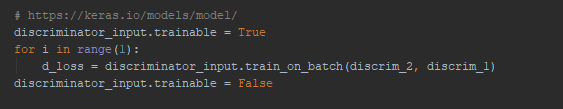 # https://keras.io/models/model/
discriminator_input.trainable = True
for i in range(1):
    d_loss = discriminator_input.train_on_batch(discrim_2, discrim_1)
discriminator_input.trainable = False